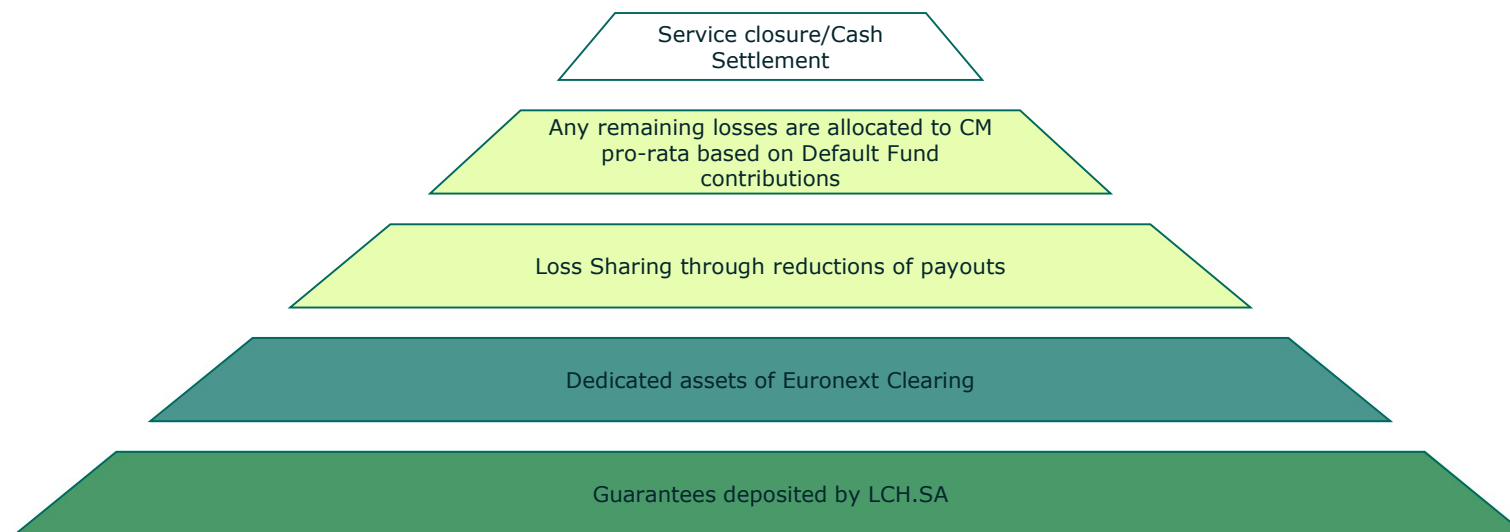 Service closure/Cash
Settlement
Any remaining losses are allocated to CM
pro-rata based on Default Fund
contributions
Loss Sharing through reductions of payouts
Dedicated assets of Euronext Clearing
Guarantees deposited by LCH.SA